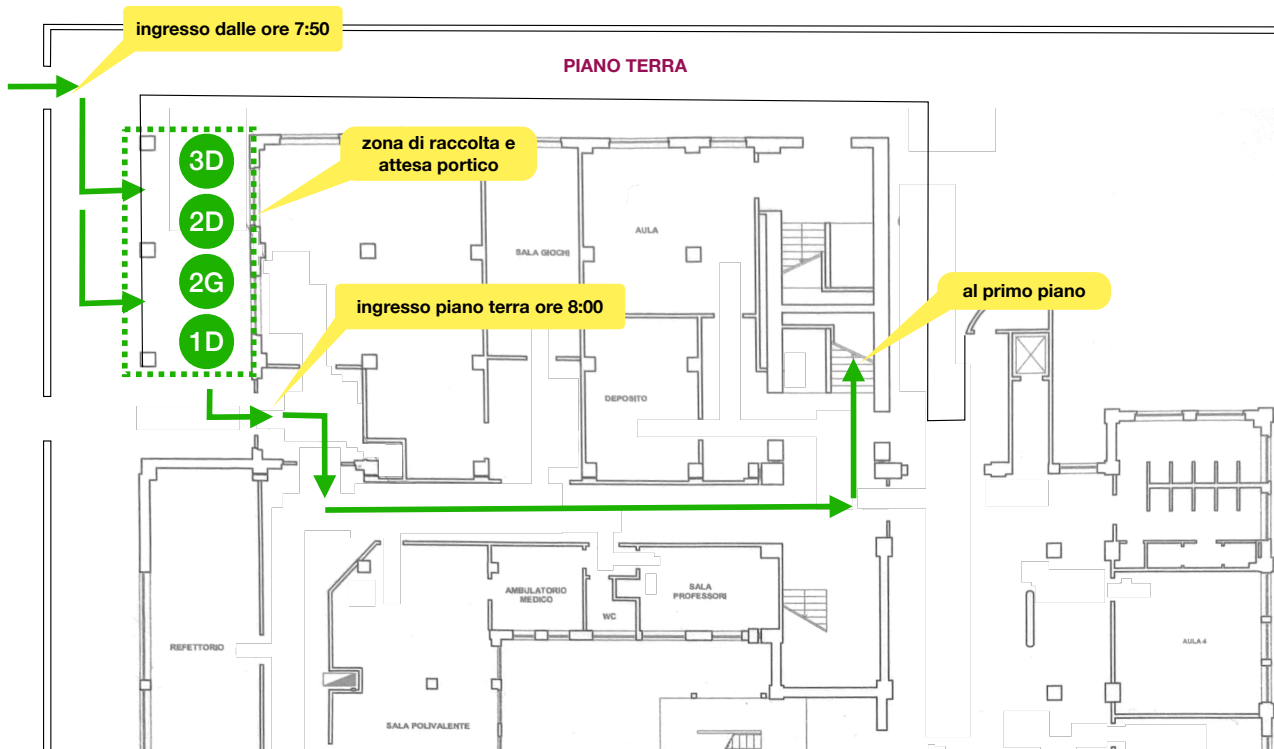 ingresso dalle ore 7:50
PIANO TERRA
zona di raccolta e
attesa portico
3D
2D
2G
1D
SALA GIOCHI
AULA
ingresso piano terra ore 8:00
al primo piano
DEPOSITO
AMBULATORIO
MEDICO
WC
SALA
PROFESSORI
REFETTORIO
AULA 4
SALA POLIVALENTE